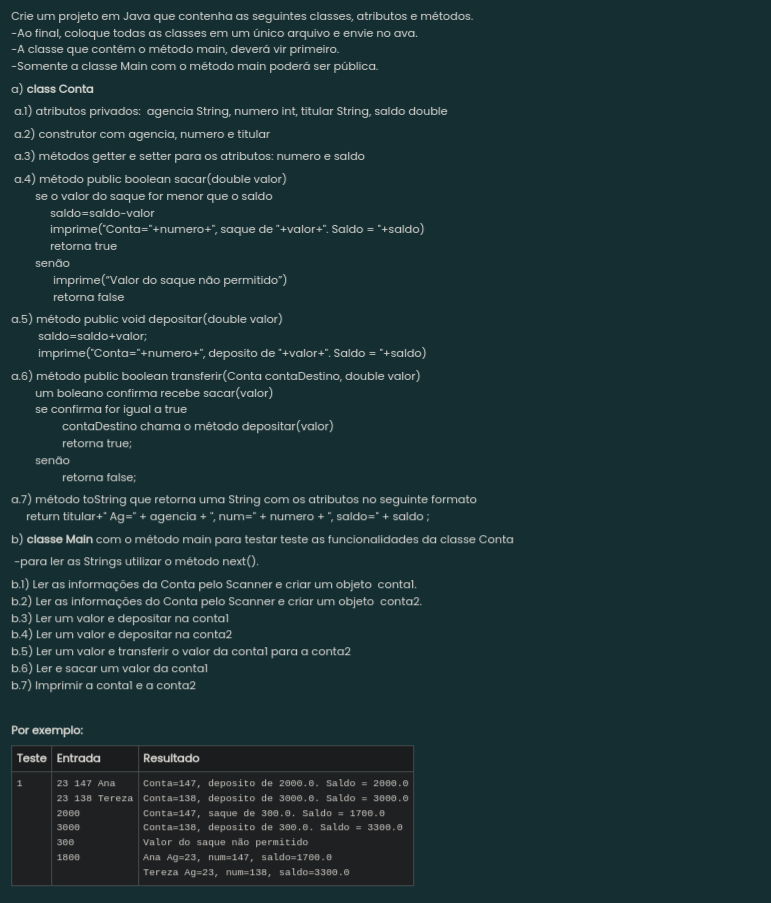 Crie um projeto em Java que contenha as seguintes classes, atributos e métodos.
-Ao final, coloque todas as classes em um único arquivo e envie no ava.
-A classe que contém o método main, deverá vir primeiro.
-Somente a classe Main com o método main poderá ser pública.
a) class Conta
a.1) atributos privados:  agencia String, numero int, titular String, saldo double
a.2) construtor com agencia, numero e titular
a.3) métodos getter e setter para os atributos: numero e saldo
a.4) método public boolean sacar(double valor)
se o valor do saque for menor que o saldo
saldo=saldo-valor
imprime("Conta="+numero+", saque de "+valor+". Saldo = "+saldo)
retorna true
senão
imprime("Valor do saque não permitido")
retorna false
a.5) método public void depositar(double valor)
saldo=saldo+valor;
imprime("Conta="+numero+", deposito de "+valor+". Saldo = "+saldo)
a.6) método public boolean transferir(Conta contaDestino, double valor)
um boleano confirma recebe sacar(valor)
se confirma for igual a true
contaDestino chama o método depositar(valor)
retorna true;
senão
retorna false;
a.7) método toString que retorna uma String com os atributos no seguinte formato
return titular+" Ag=" + agencia + ", num=" + numero + ", saldo=" + saldo ;
b) classe Main com o método main para testar teste as funcionalidades da classe Conta
-para ler as Strings utilizar o método next().
b.1) Ler as informações da Conta pelo Scanner e criar um objeto  conta1.
b.2) Ler as informações do Conta pelo Scanner e criar um objeto  conta2.
b.3) Ler um valor e depositar na conta1
b.4) Ler um valor e depositar na conta2
b.5) Ler um valor e transferir o valor da conta1 para a conta2
b.6) Ler e sacar um valor da conta1
b.7) Imprimir a conta1 e a conta2
Por exemplo:
Teste Entrada Resultado
1 23 147 Ana Conta=147, deposito de 2000.0. Saldo = 2000.0
23 138 Tereza Conta=138, deposito de 3000.0. Saldo = 3000.0
2000 Conta=147, saque de 300.0. Saldo = 1700.0
3000 Conta=138, deposito de 300.0. Saldo = 3300.0
300 Valor do saque não permitido
1800 Ana Ag=23, num=147, saldo=1700.0
Tereza Ag=23, num=138, saldo=3300.0